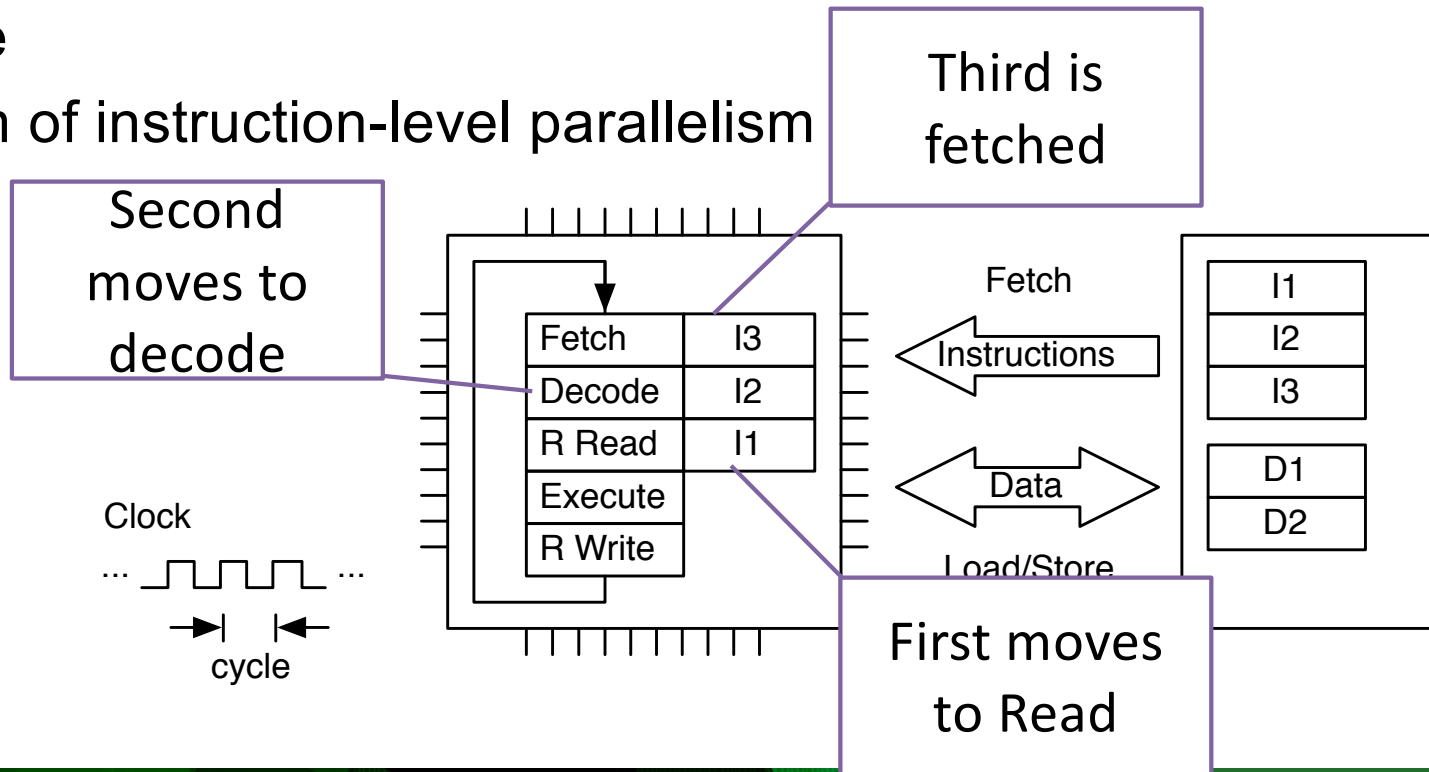 e
n of instruction-level parallelism
Third is
fetched
Second
moves to
decode
Fetch I3
Decode I2
R Read I1
Execute
R Write
Fetch
Instructions
Data
Load/Store
I1
I2
I3
D1
D2
Clock
... ...
cycle
First moves
to Read